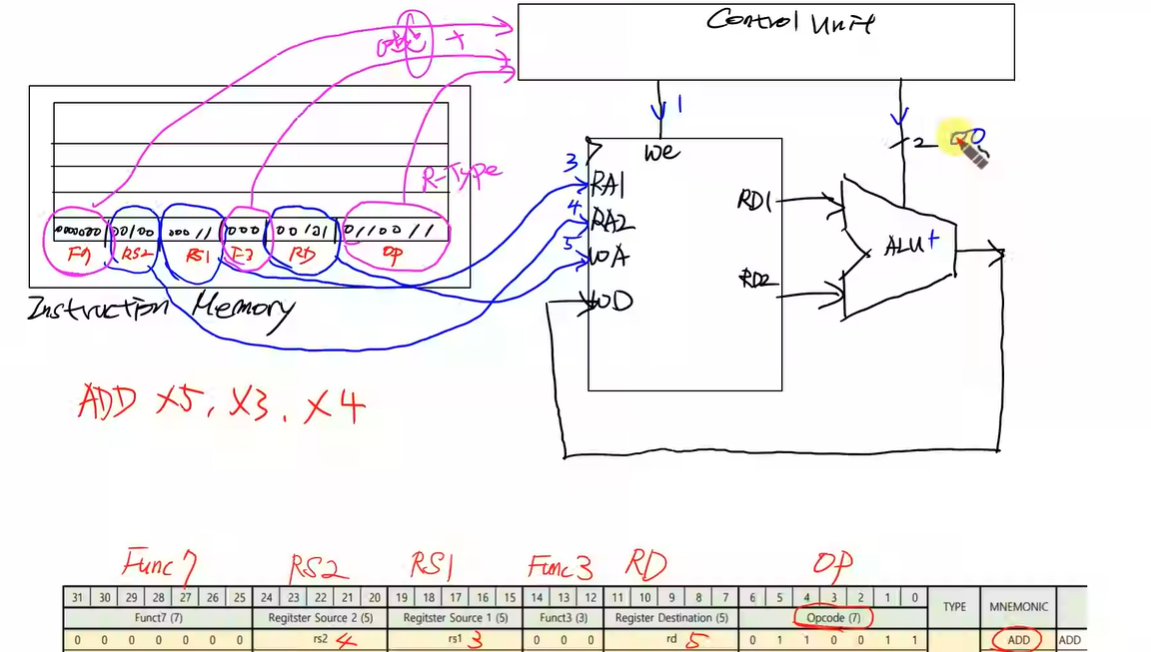 Control Unit
+
1
R-Type
we
2
0
3
RA1
4
RA2
5
WA
WD
RD1
RD2
ALU +
0000000 00100 00011 000 00101 0110011
F7 RS2 RS1 F3 RD OP
Instruction Memory
ADD X5, X3, X4
Func7 RS2 RS1 Func3 RD OP
31 30 29 28 27 26 25 24 23 22 21 20 19 18 17 16 15 14 13 12 11 10 9 8 7 6 5 4 3 2 1 0 TYPE MNEMONIC
Funct7 (7) Regitster Source 2 (5) Regitster Source 1 (5) Funct3 (3) Register Destination (5) Opcode (7)
0 0 0 0 0 0 0 rs2 4 rs1 3 0 0 0 rd 5 0 1 1 0 0 1 1 ADD ADD